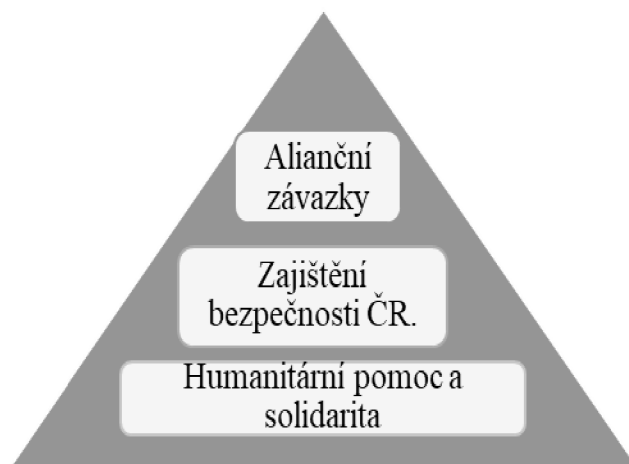 Alianční
závazky
Zajištění
bezpečnosti ČR.
Humanitární pomoc a
solidarita